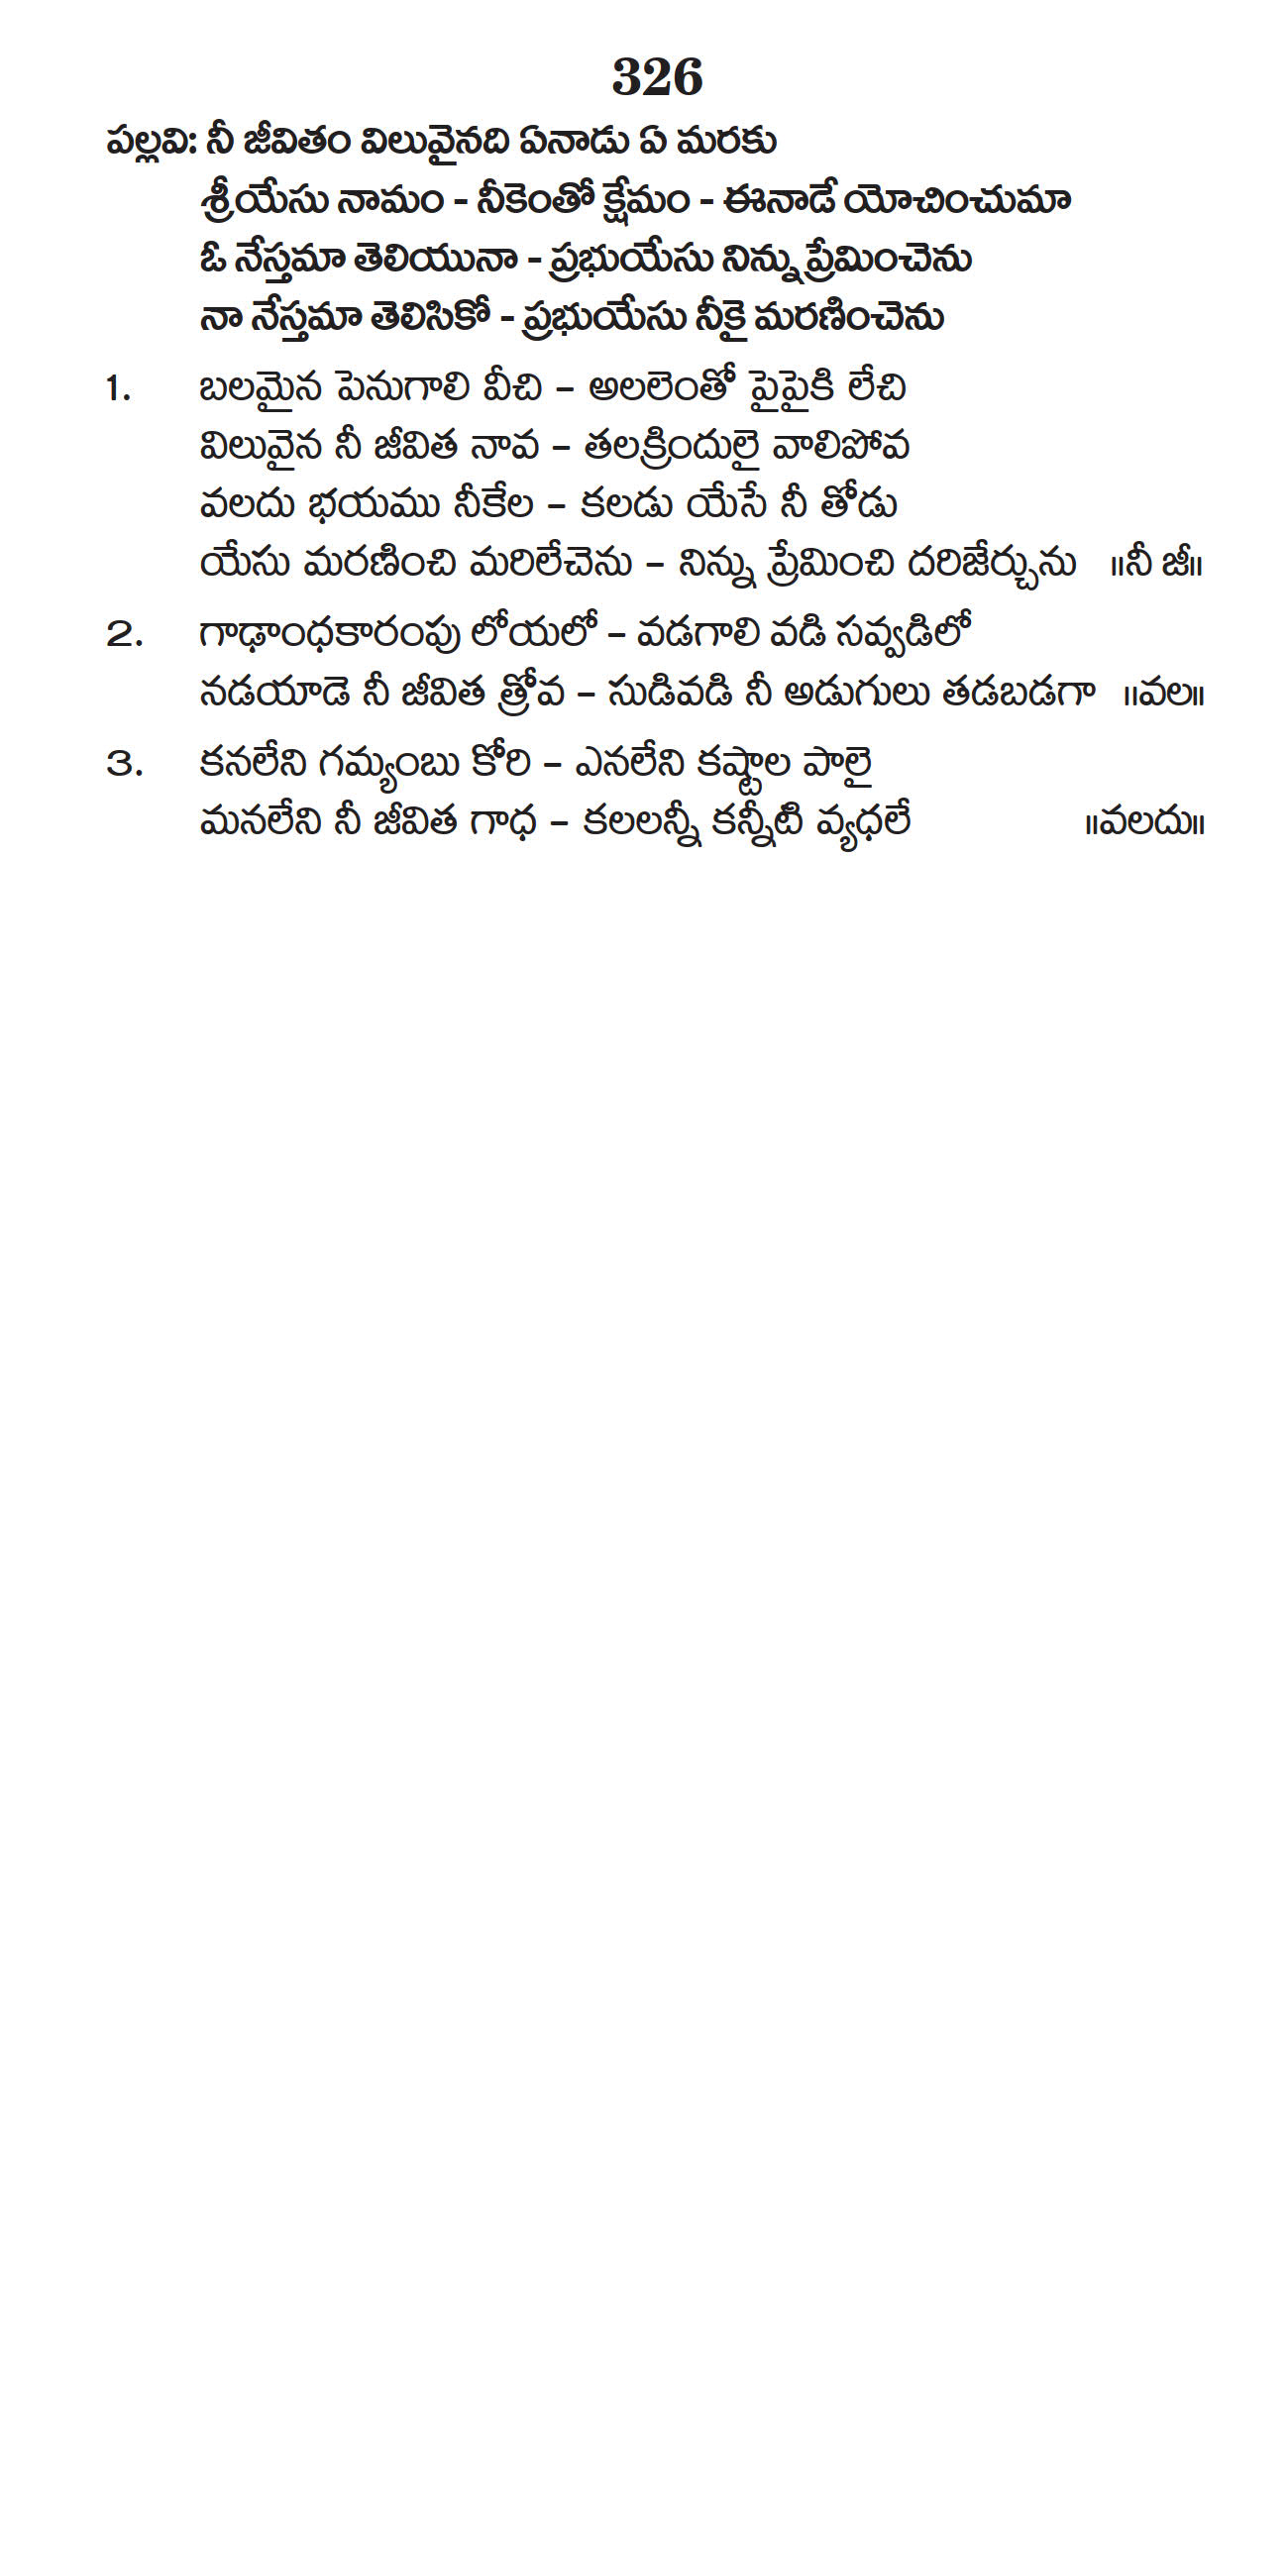 326
పల్లవి: నీ జీవితం విలువైనది ఏనాడు ఏ మరకు
శ్రీయేసు నామం - నీకెంతో క్షేమం - ఈనాడే యోచించుమా
ఓ నేస్తమా తెలియునా - ప్రభుయేసు నిన్ను ప్రేమించెను
నా నేస్తమా తెలిసికో - ప్రభుయేసు నీకై మరణించెను
1. బలమైన పెనుగాలి వీచి – అలలెంతో పైపైకి లేచి
విలువైన నీ జీవిత నావ – తలక్రిందులై వాలిపోవ
వలదు భయము నీకేల – కలడు యేసే నీ తోడు
యేసు మరణించి మరిలేచెను – నిన్ను ప్రేమించి దరిజేర్చును ॥నీ జీ॥
2. గాఢాంధకారంపు లోయలో – వడగాలి వడి సవ్వడిలో
నడయాడె నీ జీవిత త్రోవ – సుడివడి నీ అడుగులు తడబడగా ॥వల॥
3. కనలేని గమ్యంబు కోరి – ఎనలేని కష్టాల పాలై
మనలేని నీ జీవిత గాధ – కలలన్నీ కన్నీటి వ్యధలే ॥వలదు॥